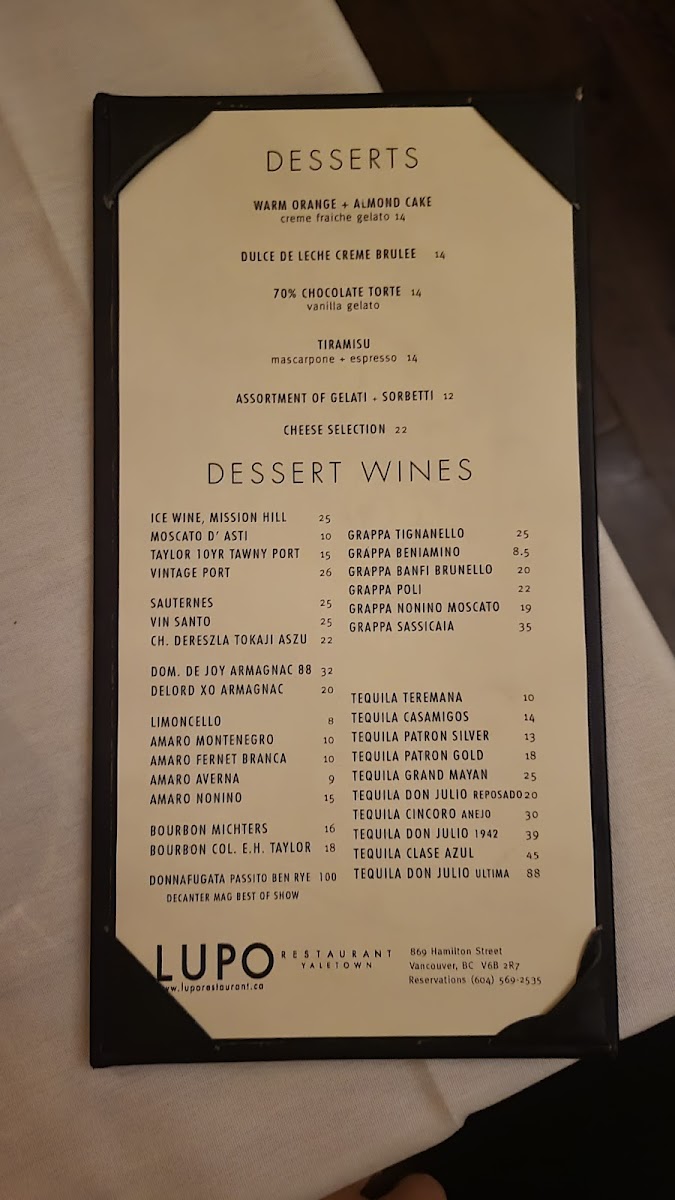 DESSERTS
WARM ORANGE + ALMOND CAKE
creme fraiche gelato 14
DULCE DE LECHE CREME BRULEE 14
70% CHOCOLATE TORTE 14
vanilla gelato
TIRAMISU
mascarpone + espresso 14
ASSORTMENT OF GELATI + SORBETTI 12
CHEESE SELECTION 22
DESSERT WINES
ICE WINE, MISSION HILL 25
MOSCATO D' ASTI 10
TAYLOR 10YR TAWNY PORT 15
VINTAGE PORT 26
SAUTERNES 25
VIN SANTO 25
CH. DERESZLA TOKAJI ASZU 22
DOM. DE JOY ARMAGNAC 88 32
DELORD XO ARMAGNAC 20
LIMONCELLO 8
AMARO MONTENEGRO 10
AMARO FERNET BRANCA 10
AMARO AVERNA 9
AMARO NONINO 15
BOURBON MICHTERS 16
BOURBON COL. E.H. TAYLOR 18
DONNAFUGATA PASSITO BEN RYE 100
DECANTER MAG BEST OF SHOW
GRAPPA TIGNANELLO 25
GRAPPA BENIAMINO 8.5
GRAPPA BANFI BRUNELLO 20
GRAPPA POLI 22
GRAPPA NONINO MOSCATO 19
GRAPPA SASSICAIA 35
TEQUILA TEREMANA 10
TEQUILA CASAMIGOS 14
TEQUILA PATRON SILVER 13
TEQUILA PATRON GOLD 18
TEQUILA GRAND MAYAN 25
TEQUILA DON JULIO REPOSADO 20
TEQUILA CINCORO ANEJO 30
TEQUILA DON JULIO 1942 39
TEQUILA CLASE AZUL 45
TEQUILA DON JULIO ULTIMA 88
LUPO RESTAURANT
YALETOWN
www.luporestaurant.ca
869 Hamilton Street
Vancouver, BC V6B 2R7
Reservations (604) 569-2535